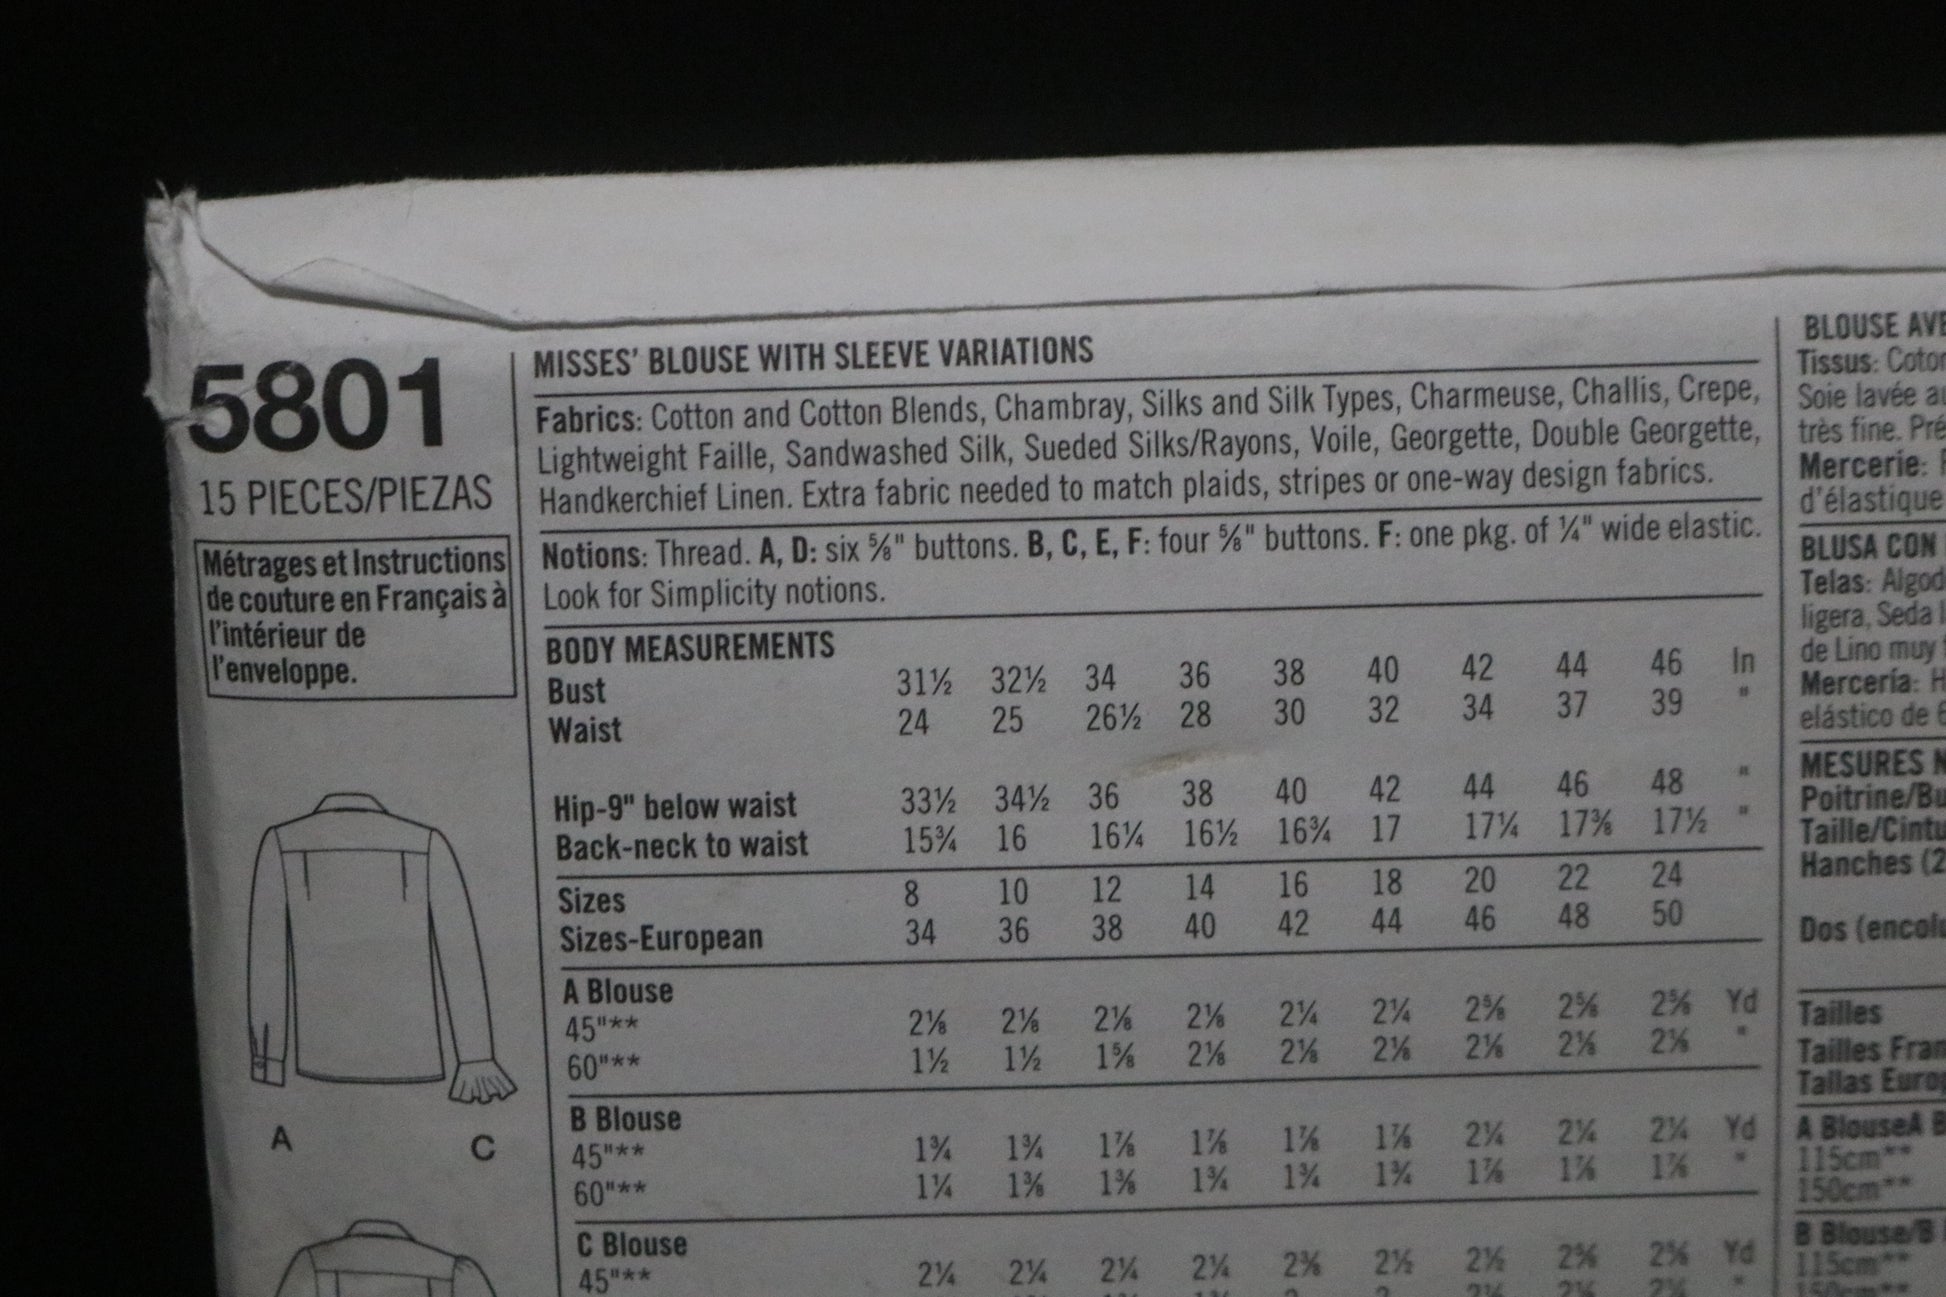 5801
15 PIECES/PIEZAS
Métrages et Instructions
de couture en Français à
l'intérieur de
l'enveloppe.
A
C
MISSES' BLOUSE WITH SLEEVE VARIATIONS
Fabrics: Cotton and Cotton Blends, Chambray, Silks and Silk Types, Charmeuse, Challis, Crepe,
Lightweight Faille, Sandwashed Silk, Sueded Silks/Rayons, Voile, Georgette, Double Georgette,
Handkerchief Linen. Extra fabric needed to match plaids, stripes or one-way design fabrics.
Notions: Thread. A, D: six ⅝" buttons. B, C, E, F: four ⅝" buttons. F: one pkg. of ¼" wide elastic.
Look for Simplicity notions.
BODY MEASUREMENTS
Bust 31½ 32½ 34 36 38 40 42 44 46 In
Waist 24 25 26½ 28 30 32 34 37 39 "
Hip-9" below waist 33½ 34½ 36 38 40 42 44 46 48 "
Back-neck to waist 15¾ 16 16¼ 16½ 16¾ 17 17¼ 17⅜ 17½ "
Sizes 8 10 12 14 16 18 20 22 24
Sizes-European 34 36 38 40 42 44 46 48 50
A Blouse
45"** 2⅛ 2⅛ 2⅛ 2⅛ 2¼ 2¼ 2⅝ 2⅝ 2⅝ Yd
60"** 1½ 1½ 1⅝ 2⅛ 2⅛ 2⅛ 2⅛ 2⅛ 2⅛ "
B Blouse
45"** 1¾ 1¾ 1⅞ 1⅞ 1⅞ 1⅞ 2¼ 2¼ 2¼ Yd
60"** 1¼ 1⅜ 1⅜ 1¾ 1¾ 1¾ 1⅞ 1⅞ 1⅞ "
C Blouse
45"** 2¼ 2¼ 2¼ 2¼ 2⅜ 2½ 2½ Yd
BLOUSE AVE
Tissus: Coton
Soie lavée au
très fine. Pré
Mercerie:
d'élastique
BLUSA CON
Telas: Algod
ligera, Seda l
de Lino muy
Mercería: H
elástico de 6
MESURES N
Poitrine/Bu
Taille/Cintu
Hanches (2
Dos (encolu
Tailles
Tailles Fran
Tallas Europ
A Blouse/A B
115cm**
150cm**
B Blouse/B
115cm**
150cm**